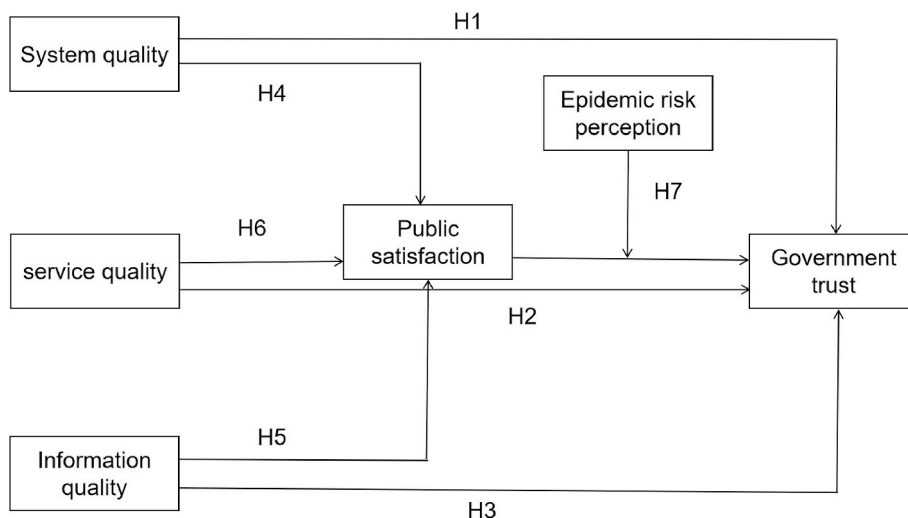 H1
System quality
H4
Epidemic risk
perception
H7
H6
Public
satisfaction
service quality
Government
trust
H2
H5
Information
quality
H3